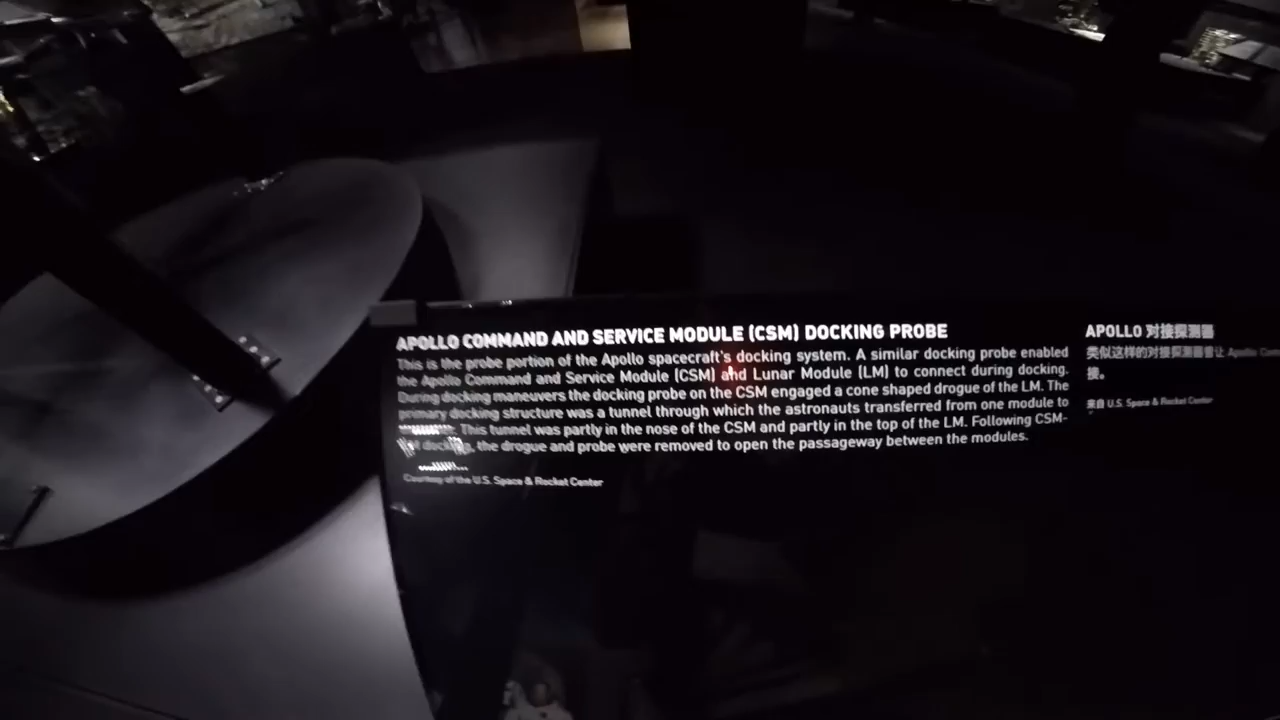 APOLLO COMMAND AND SERVICE MODULE (CSM) DOCKING PROBE
This is the probe portion of the Apollo spacecraft's docking system. A similar docking probe enabled
the Apollo Command and Service Module (CSM) and Lunar Module (LM) to connect during docking.
During docking maneuvers the docking probe on the CSM engaged a cone shaped drogue of the LM. The
primary docking structure was a tunnel through which the astronauts transferred from one module to
This tunnel was partly in the nose of the CSM and partly in the top of the LM. Following CSM-
docking, the drogue and probe were removed to open the passageway between the modules.
Courtesy of the U.S. Space & Rocket Center
APOLLO 对接探测器
类似这样的对接探测器曾让 Apollo
接。
来自 U.S. Space & Rocket Center